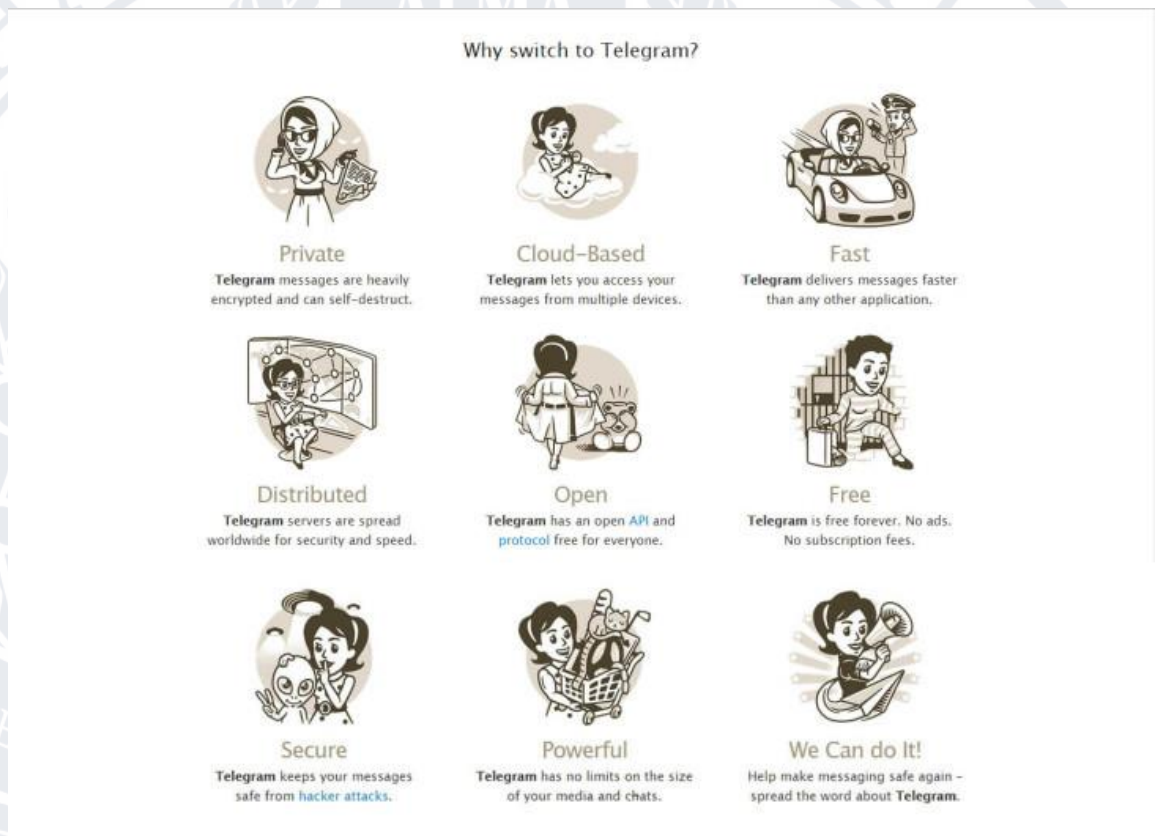 Why switch to Telegram?
Private
Telegram messages are heavily
encrypted and can self-destruct.
Cloud-Based
Telegram lets you access your
messages from multiple devices.
Fast
Telegram delivers messages faster
than any other application.
Distributed
Telegram servers are spread
worldwide for security and speed.
Open
Telegram has an open API and
protocol free for everyone.
Free
Telegram is free forever. No ads.
No subscription fees.
Secure
Telegram keeps your messages
safe from hacker attacks.
Powerful
Telegram has no limits on the size
of your media and chats.
We Can do It!
Help make messaging safe again –
spread the word about Telegram.